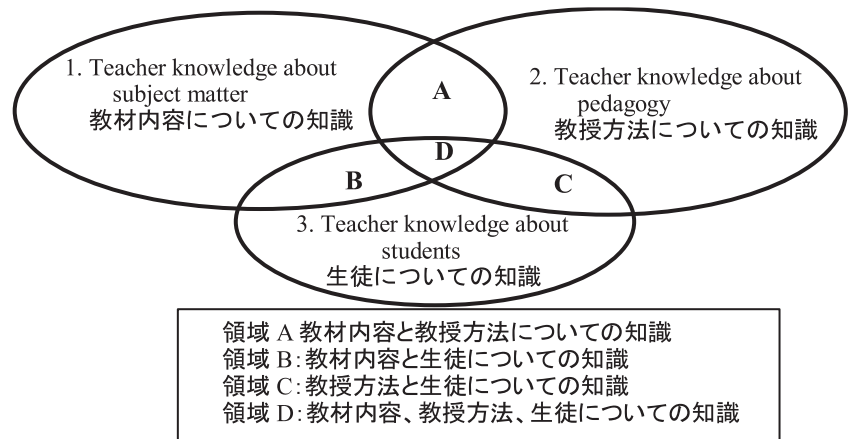 1. Teacher knowledge about
subject matter
教材内容についての知識
A
2. Teacher knowledge about
pedagogy
教授方法についての知識
D
B
C
3. Teacher knowledge about
students
生徒についての知識
領域 A 教材内容と教授方法についての知識
領域 B:教材内容と生徒についての知識
領域 C:教授方法と生徒についての知識
領域 D:教材内容、教授方法、生徒についての知識